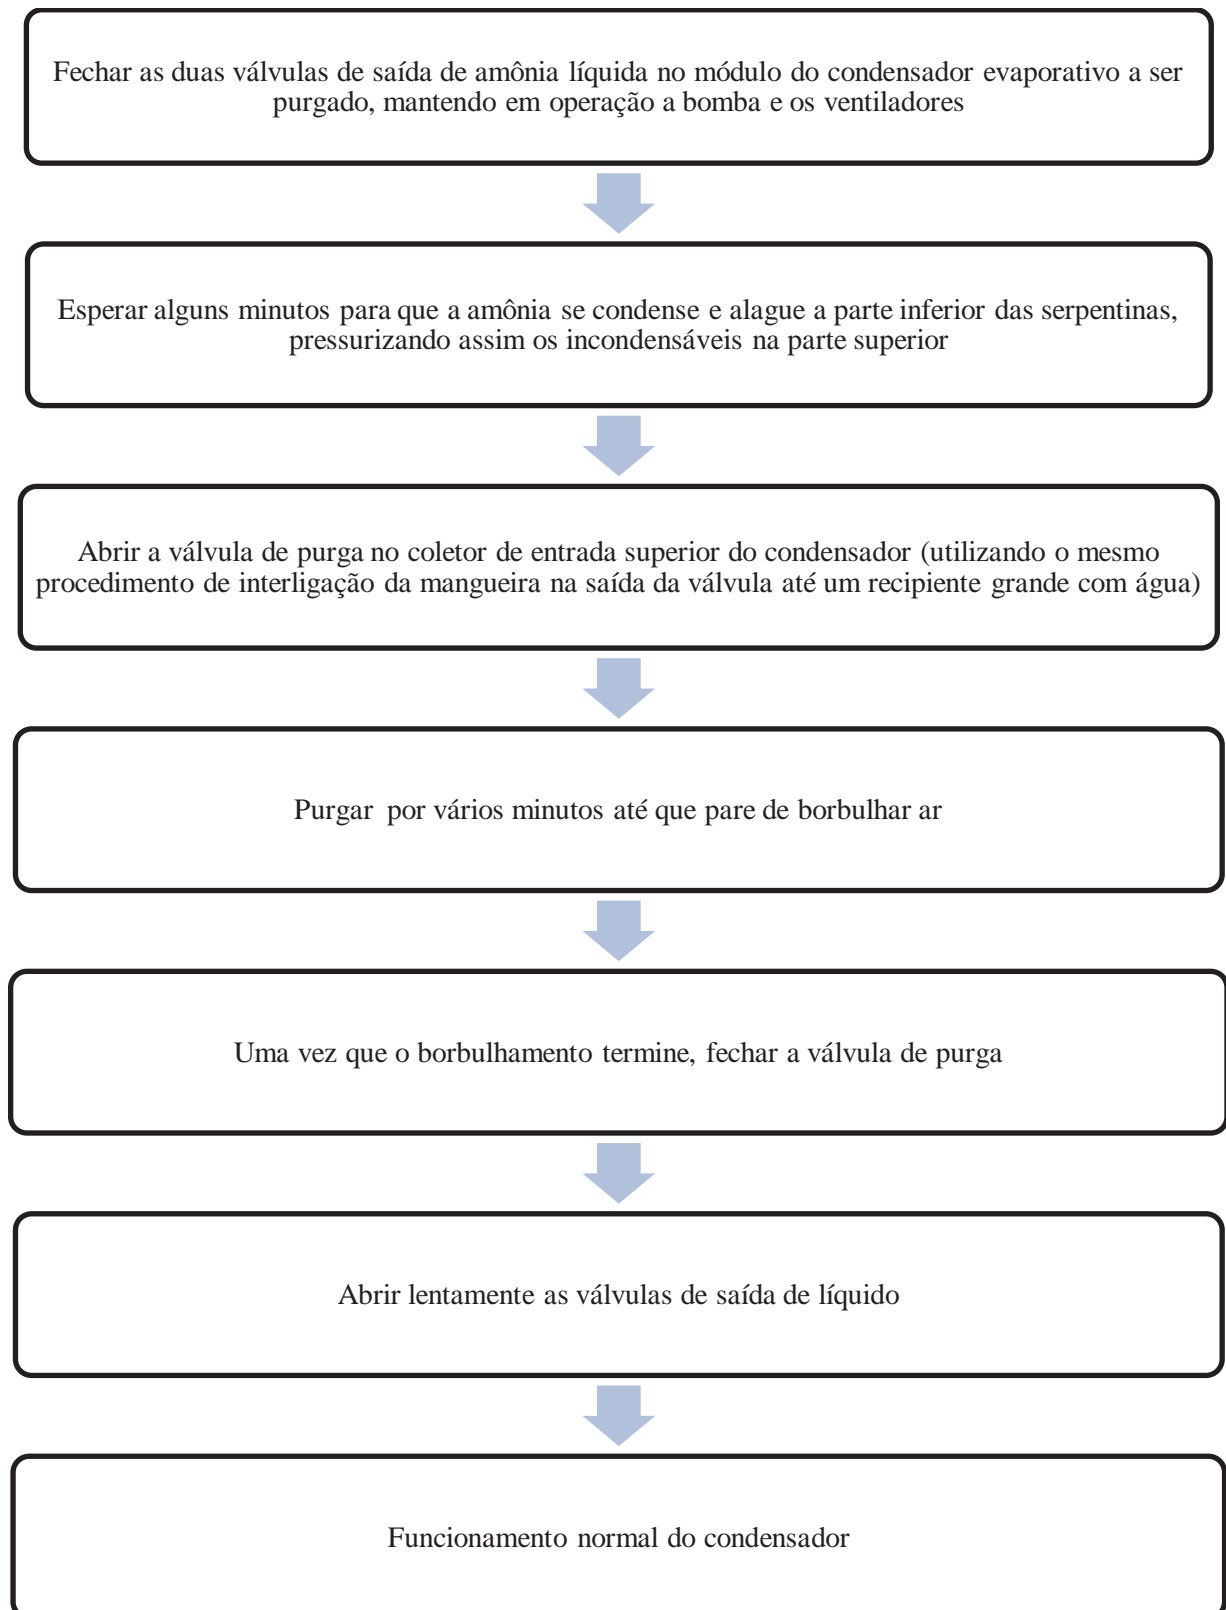 Fechar as duas válvulas de saída de amônia líquida no módulo do condensador evaporativo a ser
purgado, mantendo em operação a bomba e os ventiladores
Esperar alguns minutos para que a amônia se condense e alague a parte inferior das serpentinas,
pressurizando assim os incondensáveis na parte superior
Abrir a válvula de purga no coletor de entrada superior do condensador (utilizando o mesmo
procedimento de interligação da mangueira na saída da válvula até um recipiente grande com água)
Purgar por vários minutos até que pare de borbulhar ar
Uma vez que o borbulhamento termine, fechar a válvula de purga
Abrir lentamente as válvulas de saída de líquido
Funcionamento normal do condensador